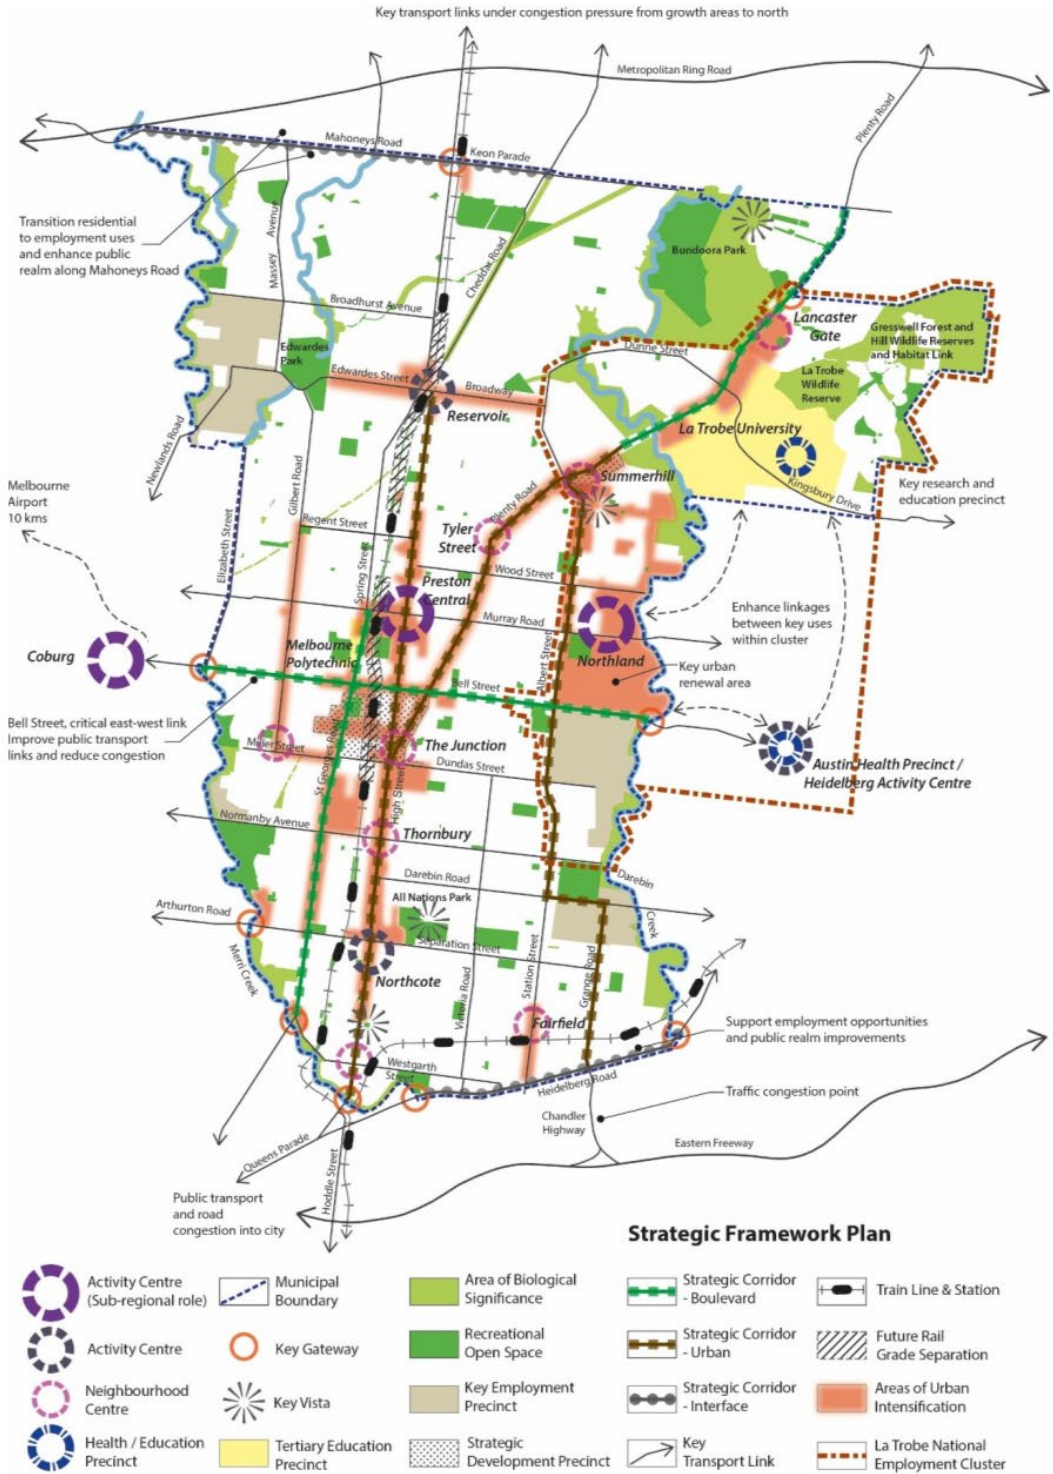 Key transport links under congestion pressure from growth areas to north
Metropolitan Ring Road
Plenty Road
Mahoneys Road
Keon Parade
Transition residential
to employment uses
and enhance public
realm along Mahoneys Road
Massey Avenue
Cheddar Road
Bundoora Park
Broadhurst Avenue
Lancaster
Gate
Gresswell Forest and
Hill Wildlife Reserves
and Habitat Link
Edwardes
Park
Dunne Street
La Trobe
Wildlife
Reserve
Edwardes Street
Broadway
Reservoir
La Trobe University
Newlands Road
Gilbert Road
Summerhill
Kingsbury Drive
Key research and
education precinct
Melbourne
Airport
10 kms
Elizabeth Street
Regent Street
Spring Street
Plenty Road
Tyler
Street
Wood Street
Preston
Central
Murray Road
Enhance linkages
between key uses
within cluster
Coburg
Melbourne
Polytechnic
Albert Street
Northland
Key urban
renewal area
Bell Street
Bell Street, critical east-west link
Improve public transport
links and reduce congestion
Miller Street
St Georges Road
The Junction
Dundas Street
High Street
Austin Health Precinct /
Heidelberg Activity Centre
Normanby Avenue
Thornbury
Darebin Road
Darebin
Creek
All Nations Park
Arthurton Road
Separation Street
Merri Creek
Northcote
Victoria Road
Station Street
Grange Road
Fairfield
Support employment opportunities
and public realm improvements
Westgarth
Street
Heidelberg Road
Traffic congestion point
Chandler
Highway
Eastern Freeway
Queens Parade
Hoddle Street
Public transport
and road
congestion into city
Strategic Framework Plan
Activity Centre
(Sub-regional role)
Municipal
Boundary
Area of Biological
Significance
Strategic Corridor
- Boulevard
Train Line & Station
Activity Centre
Key Gateway
Recreational
Open Space
Strategic Corridor
- Urban
Future Rail
Grade Separation
Neighbourhood
Centre
Key Vista
Key Employment
Precinct
Strategic Corridor
- Interface
Areas of Urban
Intensification
Health / Education
Precinct
Tertiary Education
Precinct
Strategic
Development Precinct
Key
Transport Link
La Trobe National
Employment Cluster